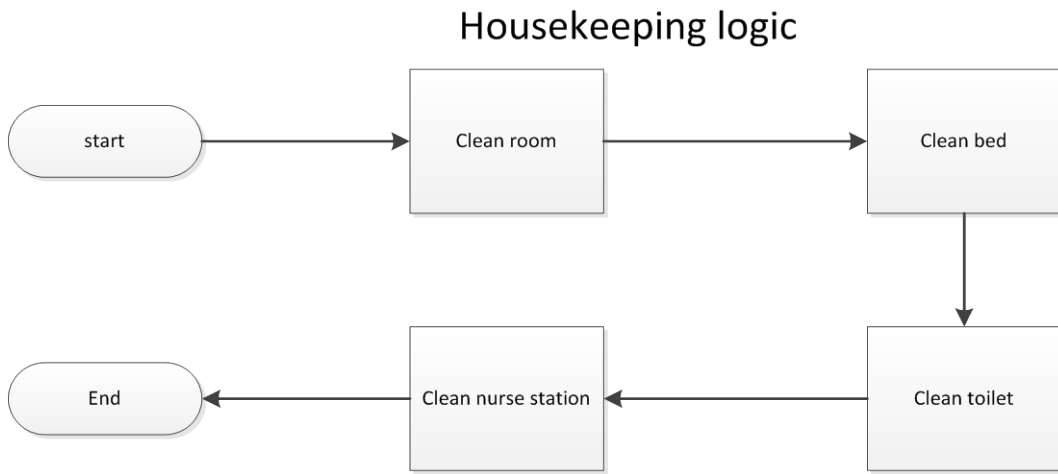 Housekeeping logic
start
Clean room
Clean bed
Clean toilet
Clean nurse station
End